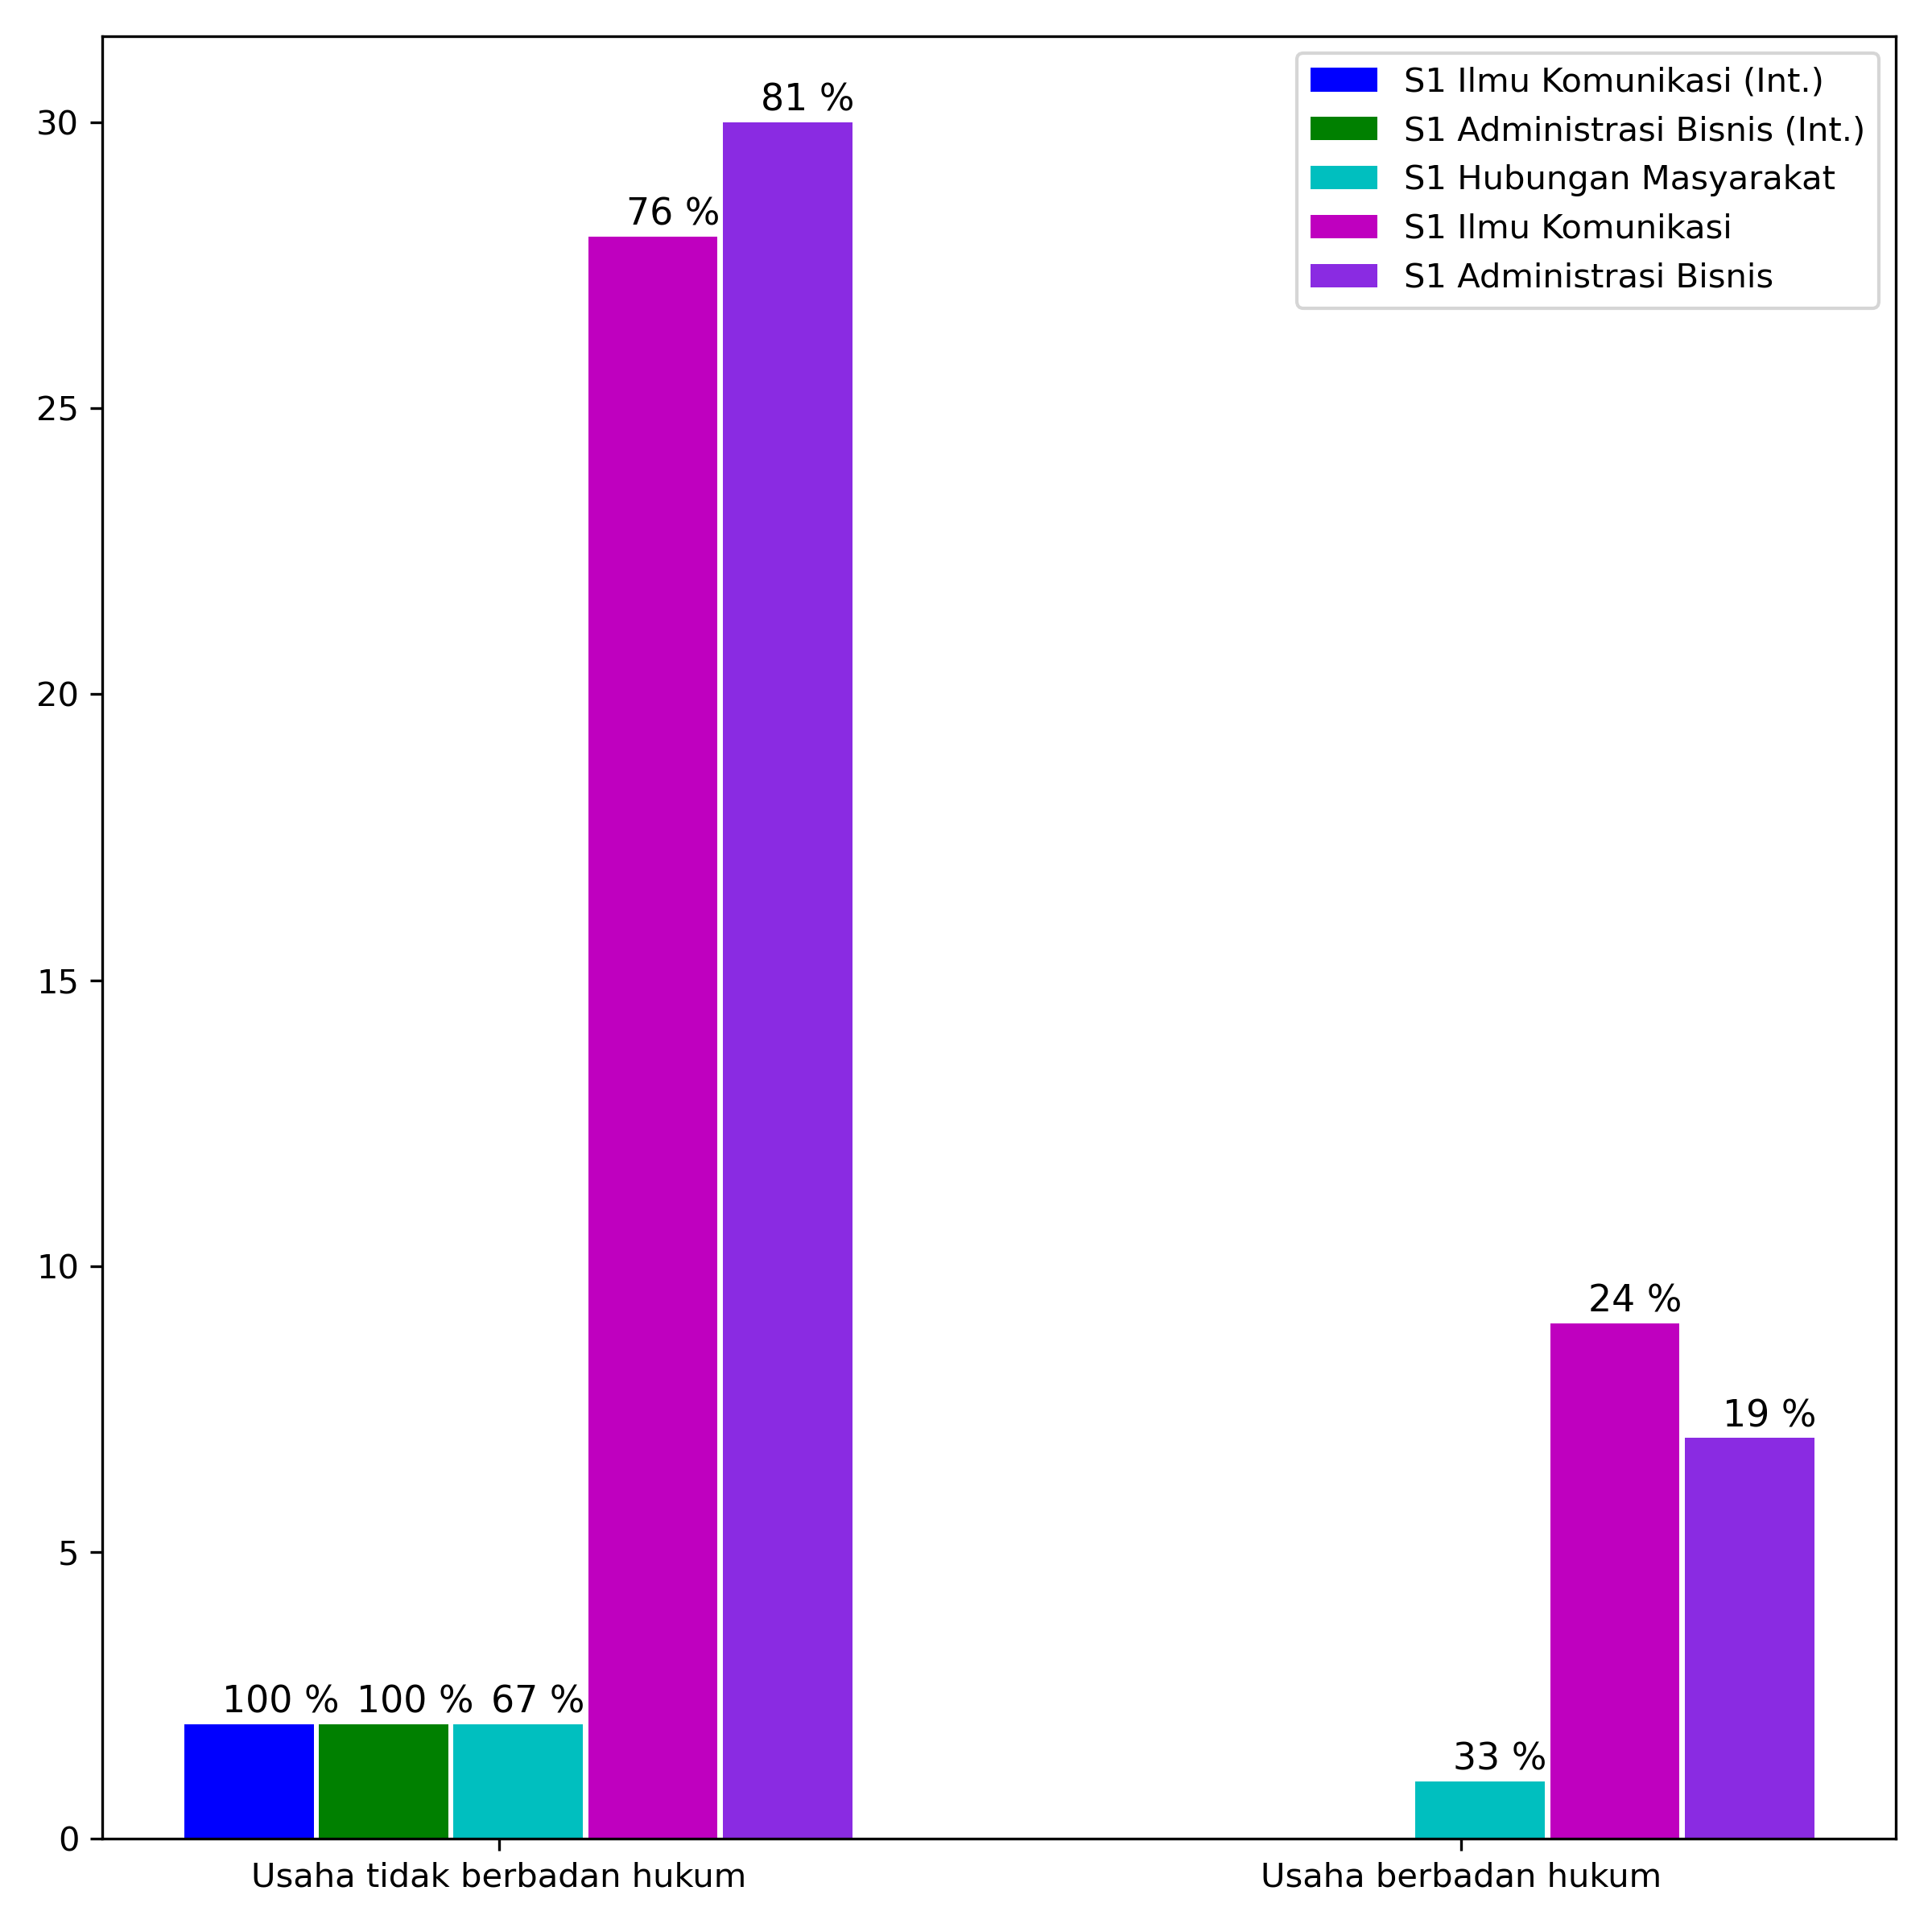 S1 Ilmu Komunikasi (Int.)
S1 Administrasi Bisnis (Int.)
S1 Hubungan Masyarakat
S1 Ilmu Komunikasi
S1 Administrasi Bisnis
30
25
20
15
10
5
0
100 %
100 %
67 %
76 %
81 %
33 %
24 %
19 %
Usaha tidak berbadan hukum
Usaha berbadan hukum